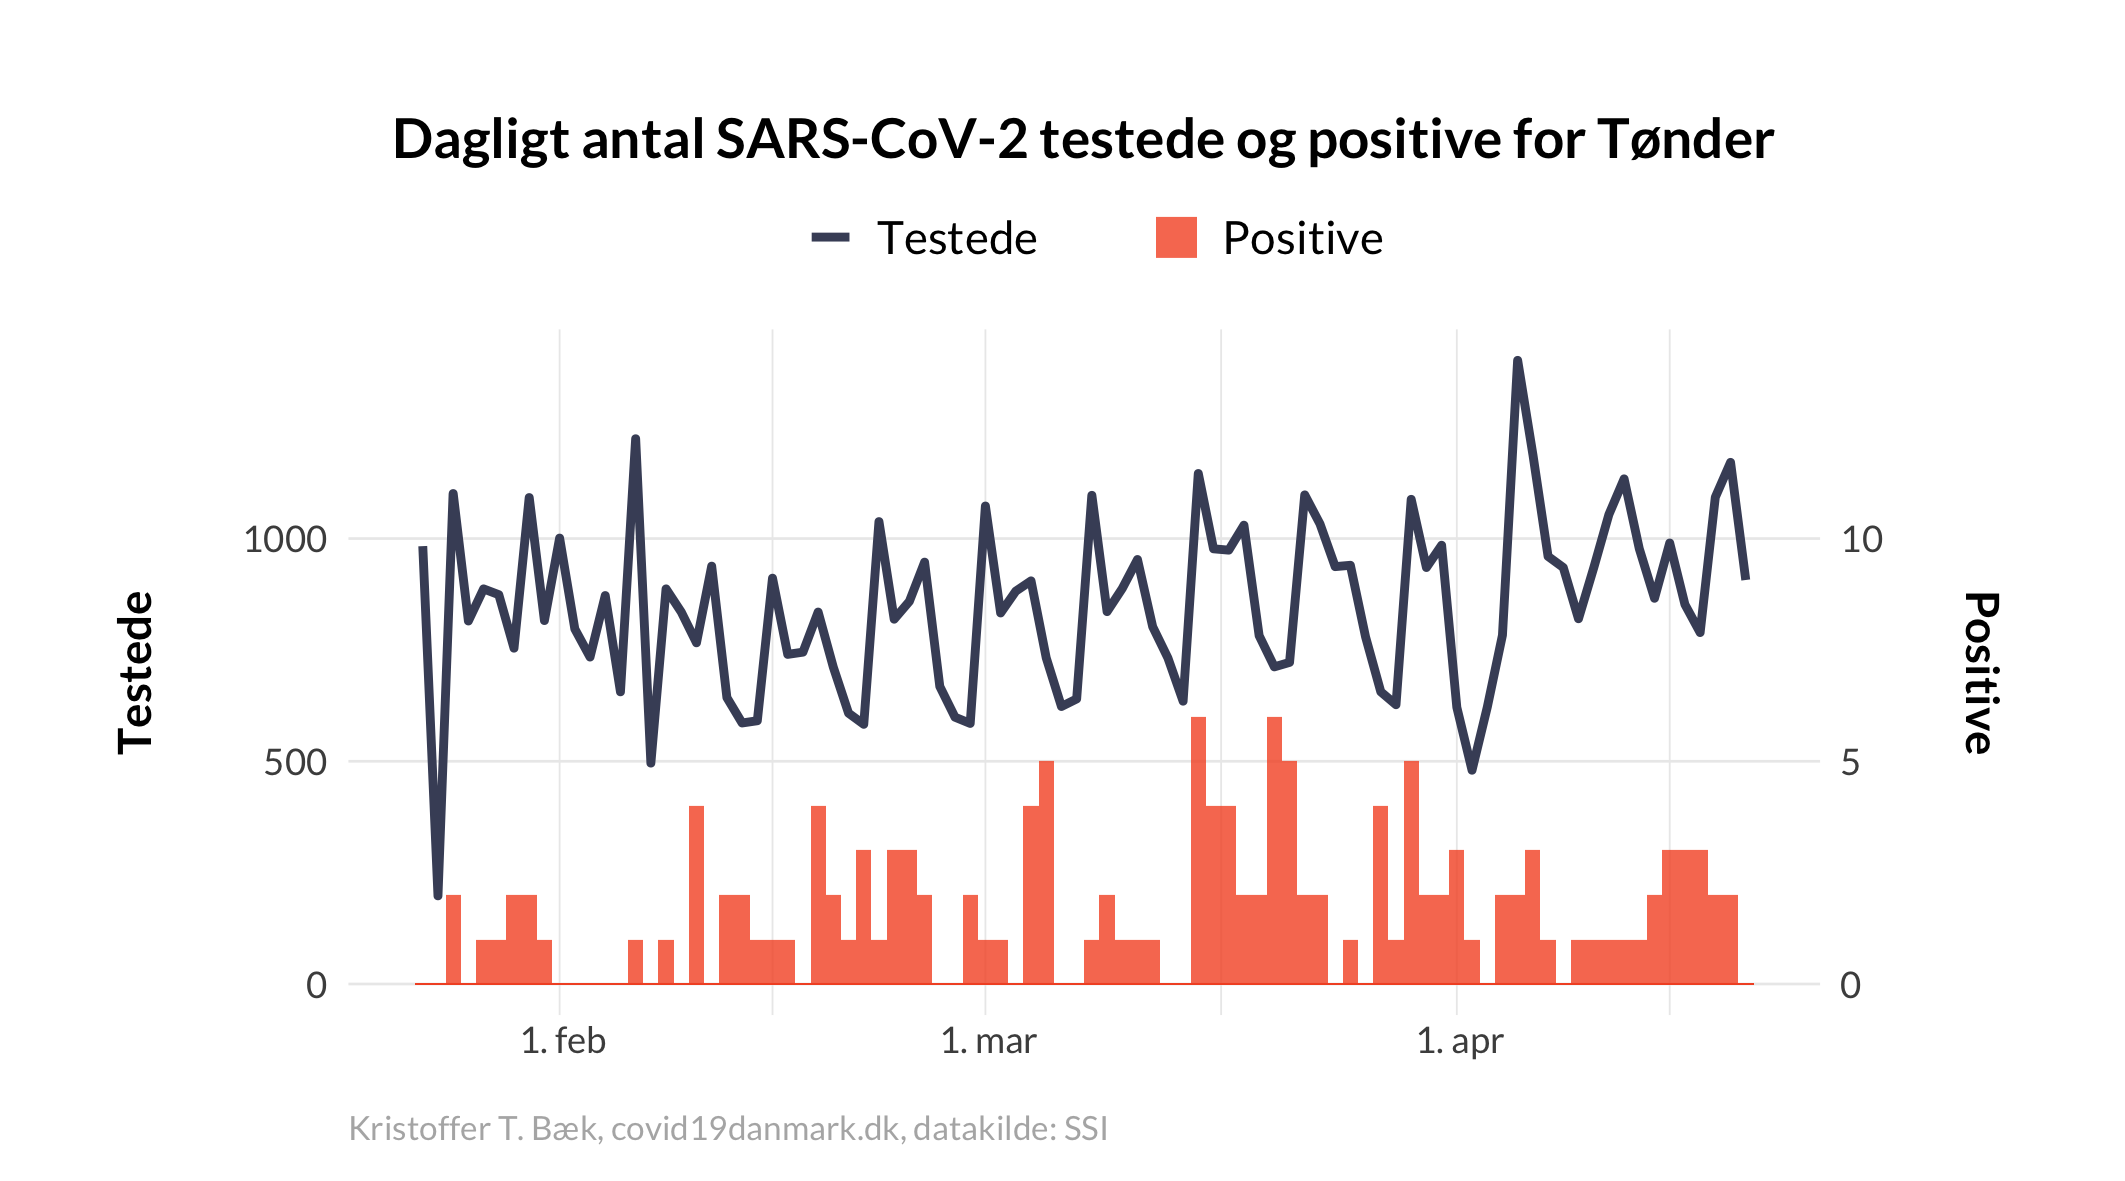 Dagligt antal SARS-CoV-2 testede og positive for Tønder
Testede Positive
1000
500
0
10
5
0
Testede
Positive
1. feb 1. mar 1. apr
Kristoffer T. Bæk, covid19danmark.dk, datakilde: SSI